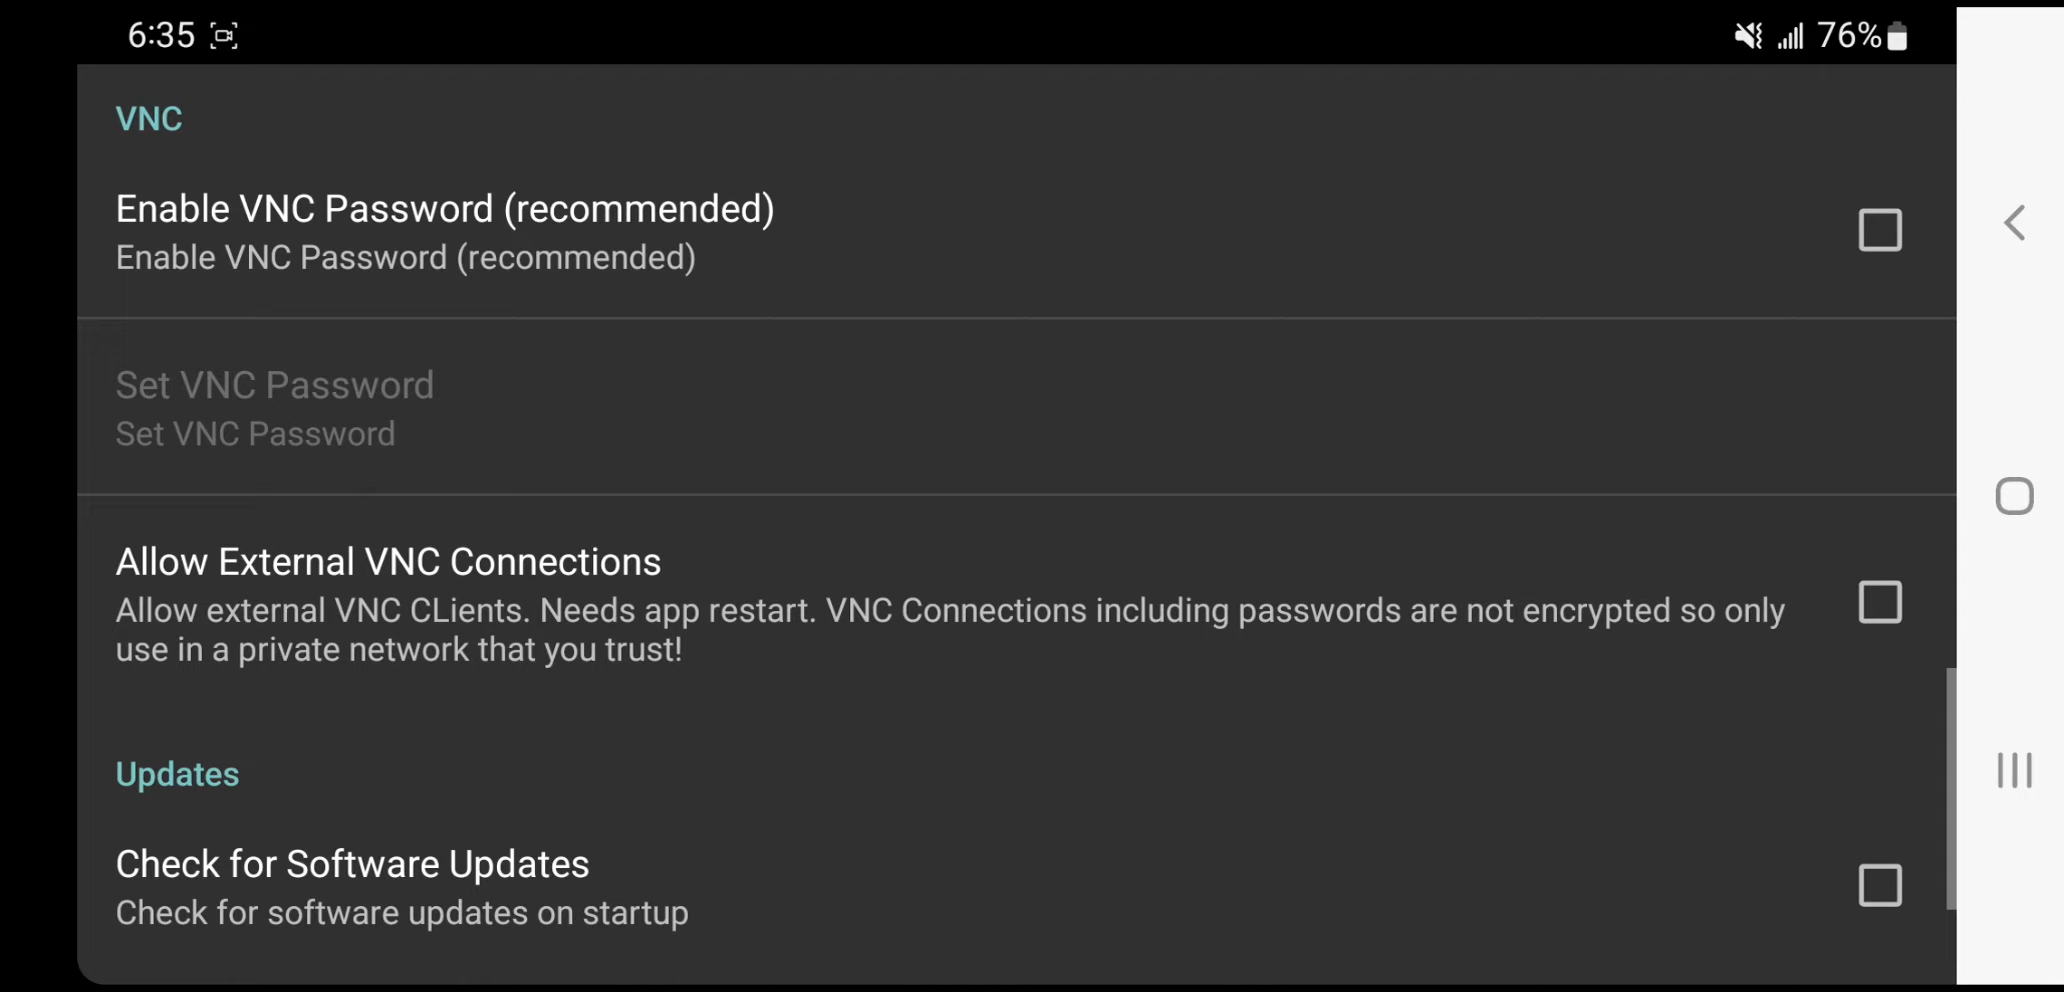 6:35
76%
VNC
Enable VNC Password (recommended)
Enable VNC Password (recommended)
Set VNC Password
Set VNC Password
Allow External VNC Connections
Allow external VNC CLients. Needs app restart. VNC Connections including passwords are not encrypted so only
use in a private network that you trust!
Updates
Check for Software Updates
Check for software updates on startup